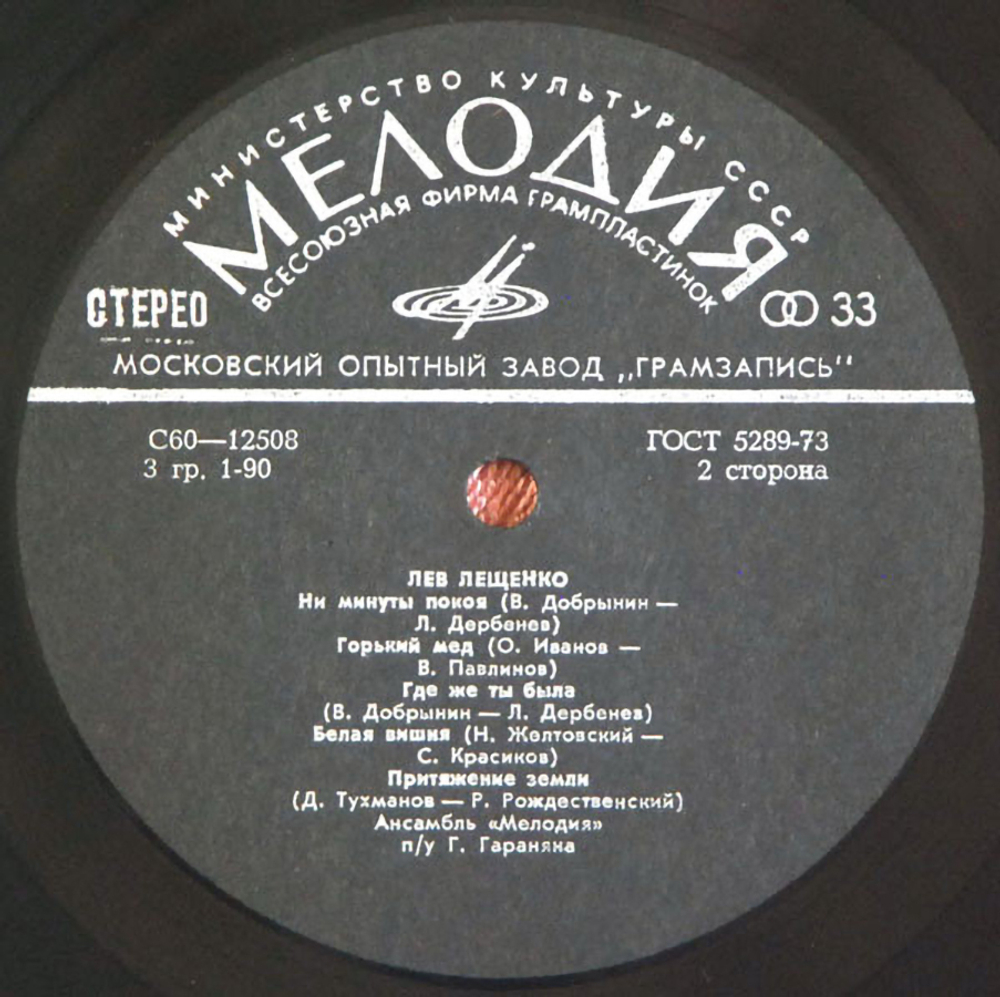 МИНИСТЕРСТВО КУЛЬТУРЫ СССР
МЕЛОДИЯ
ВСЕСОЮЗНАЯ ФИРМА ГРАМПЛАСТИНОК
СТЕРЕО
33
МОСКОВСКИЙ ОПЫТНЫЙ ЗАВОД „ГРАМЗАПИСЬ"
С60—12508
ГОСТ 5289-73
3 гр. 1-90
2 сторона
ЛЕВ ЛЕЩЕНКО
Ни минуты покоя (В. Добрынин —
Л. Дербенев)
Горький мед (О. Иванов —
В. Павлинов)
Где же ты была
(В. Добрынин — Л. Дербенев)
Белая вишня (Н. Желтовский —
С. Красиков)
Притяжение земли
(Д. Тухманов — Р. Рождественский)
Ансамбль «Мелодия»
п/у Г. Гараняна